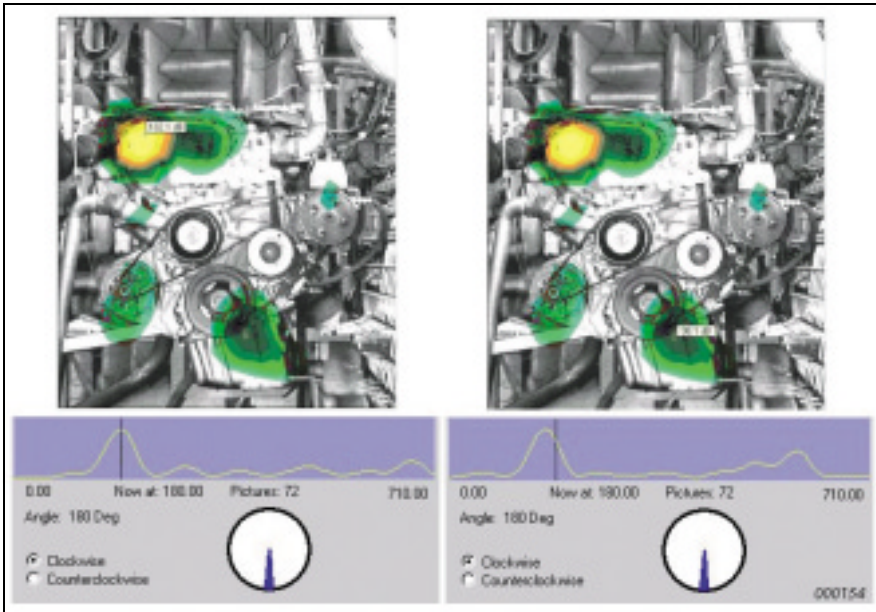 0.00 Now at: 180.00 Pictures: 72 710.00
Angle: 180 Deg
Clockwise
Counterclockwise
0.00 Now at: 180.00 Pictures: 72 710.00
Angle: 180 Deg
Clockwise
Counterclockwise
000154